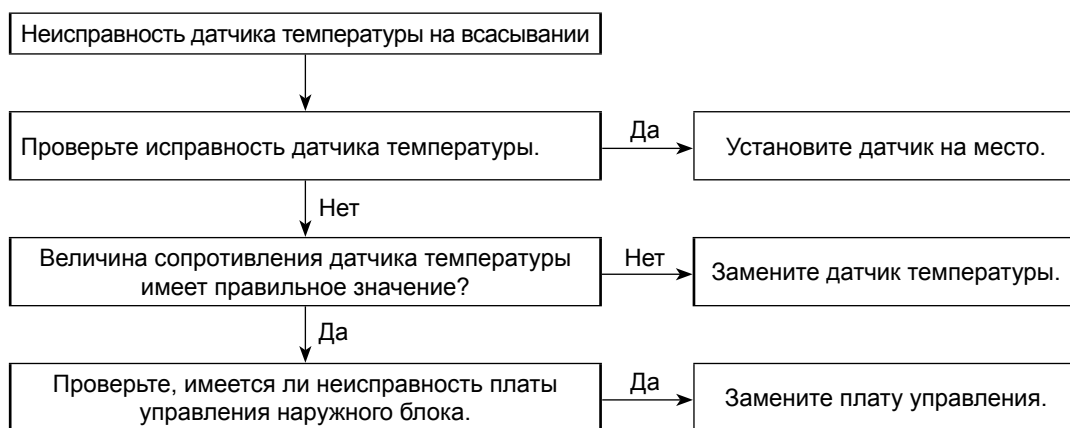 Неисправность датчика температуры на всасывании
Проверьте исправность датчика температуры.
Да
Установите датчик на место.
Нет
Величина сопротивления датчика температуры
имеет правильное значение?
Нет
Замените датчик температуры.
Да
Проверьте, имеется ли неисправность платы
управления наружного блока.
Да
Замените плату управления.